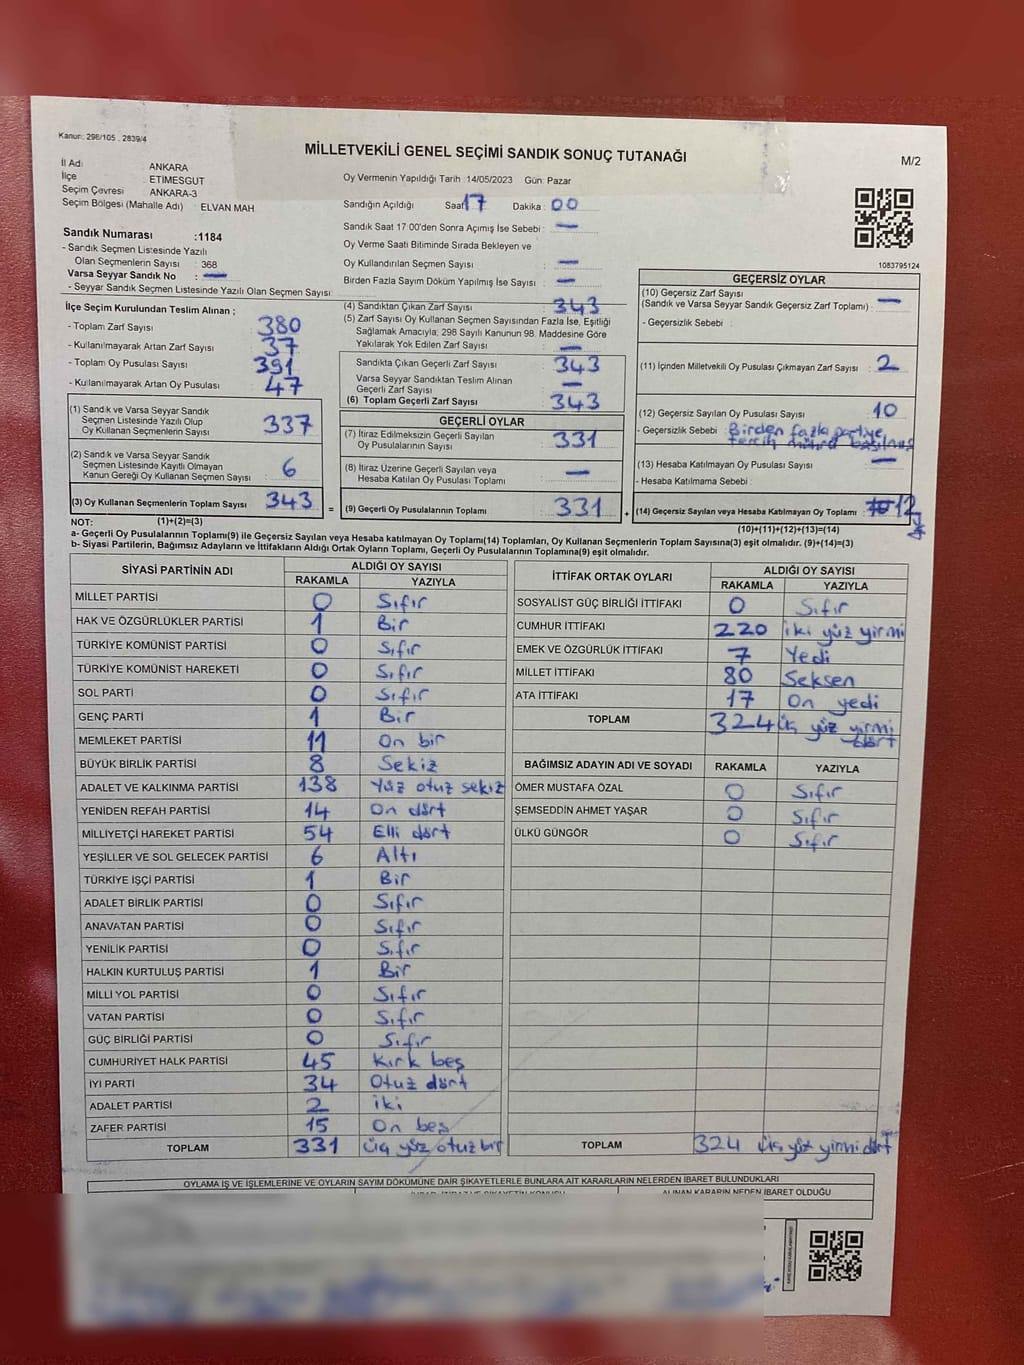 Kanun: 298/105 . 2839/4
MİLLETVEKİLİ GENEL SEÇİMİ SANDIK SONUÇ TUTANAĞI
M/2
İl Adı ANKARA
İlçe ETİMESGUT
Seçim Çevresi ANKARA-3
Seçim Bölgesi (Mahalle Adı) ELVAN MAH
Oy Vermenin Yapıldığı Tarih :14/05/2023 Gün: Pazar
Sandığın Açıldığı Saat 17 Dakika : 00
Sandık Saat 17 00'den Sonra Açımış İse Sebebi : —
Oy Verme Saati Bitiminde Sırada Bekleyen ve
Oy Kullandırılan Seçmen Sayısı : —
Birden Fazla Sayım Döküm Yapılmış İse Sayısı : —
Sandık Numarası :1184
- Sandık Seçmen Listesinde Yazılı
Olan Seçmenlerin Sayısı : 368
Varsa Seyyar Sandık No : —
- Seyyar Sandık Seçmen Listesinde Yazılı Olan Seçmen Sayısı:
İlçe Seçim Kurulundan Teslim Alınan ;
- Toplam Zarf Sayısı 380
- Kullanılmayarak Artan Zarf Sayısı 37
- Toplam Oy Pusulası Sayısı 391
- Kullanılmayarak Artan Oy Pusulası 47
(1) Sandık ve Varsa Seyyar Sandık
Seçmen Listesinde Yazılı Olup
Oy Kullanan Seçmenlerin Sayısı 337
(2) Sandık ve Varsa Seyyar Sandık
Seçmen Listesinde Kayıtlı Olmayan
Kanun Gereği Oy Kullanan Seçmen Sayısı 6
(3) Oy Kullanan Seçmenlerin Toplam Sayısı 343
(4) Sandıktan Çıkan Zarf Sayısı 343
(5) Zarf Sayısı Oy Kullanan Seçmen Sayısından Fazla İse, Eşitliği
Sağlamak Amacıyla, 298 Sayılı Kanunun 98. Maddesine Göre
Yakılarak Yok Edilen Zarf Sayısı —
Sandıkta Çıkan Geçerli Zarf Sayısı 343
Varsa Seyyar Sandıktan Teslim Alınan
Geçerli Zarf Sayısı —
(6) Toplam Geçerli Zarf Sayısı 343
GEÇERLİ OYLAR
(7) İtiraz Edilmeksizin Geçerli Sayılan
Oy Pusulasının Sayısı 331
(8) İtiraz Üzerine Geçerli Sayılan veya
Hesaba Katılan Oy Pusulası Toplamı —
= (9) Geçerli Oy Pusulalarının Toplamı 331 +
1083795124
GEÇERSİZ OYLAR
(10) Geçersiz Zarf Sayısı
(Sandık ve Varsa Seyyar Sandık Geçersiz Zarf Toplamı) : —
- Geçersizlik Sebebi :
(11) İçinden Milletvekili Oy Pusulası Çıkmayan Zarf Sayısı : 2
(12) Geçersiz Sayılan Oy Pusulası Sayısı : 10
- Geçersizlik Sebebi : Birden fazla partiye
tercih mührü basılmış
(13) Hesaba Katılmayan Oy Pusulası Sayısı : —
- Hesaba Katılmama Sebebi :
(14) Geçersiz Sayılan veya Hesaba Katılmayan Oy Pusulası Toplamı 12
NOT: (1)+(2)=(3)
(10)+(11)+(12)+(13)=(14)
a- Geçerli Oy Pusulalarının Toplamı(9) ile Geçersiz Sayılan veya Hesaba katılmayan Oy Toplamı(14) Toplamları, Oy Kullanan Seçmenlerin Toplam Sayısına(3) eşit olmalıdır. (9)+(14)=(3)
b- Siyasi Partilerin, Bağımsız Adayların ve İttifakların Aldığı Ortak Oyların Toplamı, Geçerli Oy Pusulalarının Toplamına(9) eşit olmalıdır.
SİYASİ PARTİNİN ADI ALDIĞI OY SAYISI
RAKAMLA YAZIYLA
MİLLET PARTİSİ 0 Sıfır
HAK VE ÖZGÜRLÜKLER PARTİSİ 1 Bir
TÜRKİYE KOMÜNİST PARTİSİ 0 Sıfır
TÜRKİYE KOMÜNİST HAREKETİ 0 Sıfır
SOL PARTİ 0 Sıfır
GENÇ PARTİ 1 Bir
MEMLEKET PARTİSİ 11 On bir
BÜYÜK BİRLİK PARTİSİ 8 Sekiz
ADALET VE KALKINMA PARTİSİ 138 Yüz otuz sekiz
YENİDEN REFAH PARTİSİ 14 On dört
MİLLİYETÇİ HAREKET PARTİSİ 54 Elli dört
YEŞİLLER VE SOL GELECEK PARTİSİ 6 Altı
TÜRKİYE İŞÇİ PARTİSİ 1 Bir
ADALET BİRLİK PARTİSİ 0 Sıfır
ANAVATAN PARTİSİ 0 Sıfır
YENİLİK PARTİSİ 0 Sıfır
HALKIN KURTULUŞ PARTİSİ 1 Bir
MİLLİ YOL PARTİSİ 0 Sıfır
VATAN PARTİSİ 0 Sıfır
GÜÇ BİRLİĞİ PARTİSİ 0 Sıfır
CUMHURİYET HALK PARTİSİ 45 Kırk beş
İYİ PARTİ 34 Otuz dört
ADALET PARTİSİ 2 iki
ZAFER PARTİSİ 15 On beş
TOPLAM 331 üç yüz otuz bir
İTTİFAK ORTAK OYLARI ALDIĞI OY SAYISI
RAKAMLA YAZIYLA
SOSYALİST GÜÇ BİRLİĞİ İTTİFAKI 0 Sıfır
CUMHUR İTTİFAKI 220 iki yüz yirmi
EMEK VE ÖZGÜRLÜK İTTİFAKI 7 Yedi
MİLLET İTTİFAKI 80 Seksen
ATA İTTİFAKI 17 On yedi
TOPLAM 324 üç yüz yirmi
dört
BAĞIMSIZ ADAYIN ADI VE SOYADI RAKAMLA YAZIYLA
ÖMER MUSTAFA ÖZAL 0 Sıfır
ŞEMSEDDİN AHMET YAŞAR 0 Sıfır
ÜLKÜ GÜNGÖR 0 Sıfır
TOPLAM 324 üç yüz yirmi dört
OYLAMA İŞ VE İŞLEMLERİNE VE OYLARIN SAYIM DÖKÜMÜNE DAİR ŞİKAYETLERLE BUNLARA AİT KARARLARIN NELERDEN İBARET BULUNDUKLARI
ALINAN KARARIN NEDEN İBARET OLDUĞU